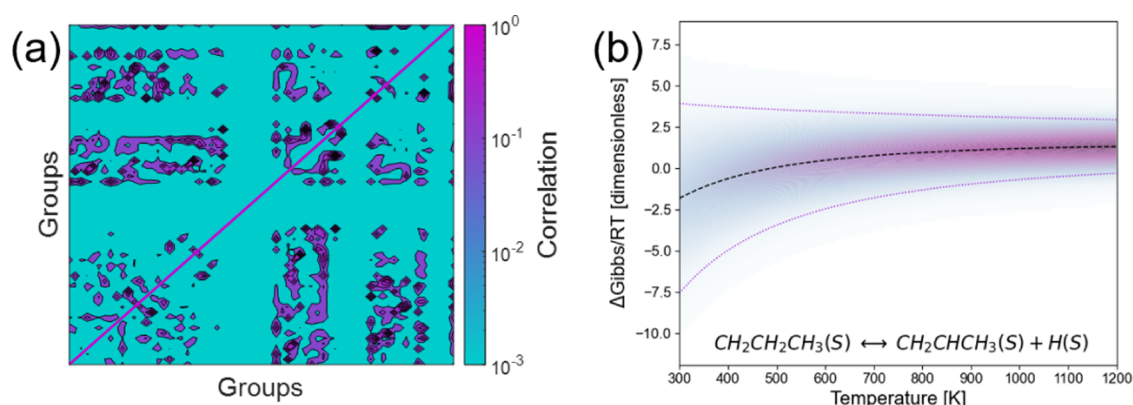 (a)
Groups
Groups
10^0
10^-1
10^-2
10^-3
Correlation
(b)
ΔGibbs/RT [dimensionless]
7.5
5.0
2.5
0.0
-2.5
-5.0
-7.5
-10.0
CH₂CH₂CH₃(S) ⟷ CH₂CHCH₃(S) + H(S)
300 400 500 600 700 800 900 1000 1100 1200
Temperature [K]